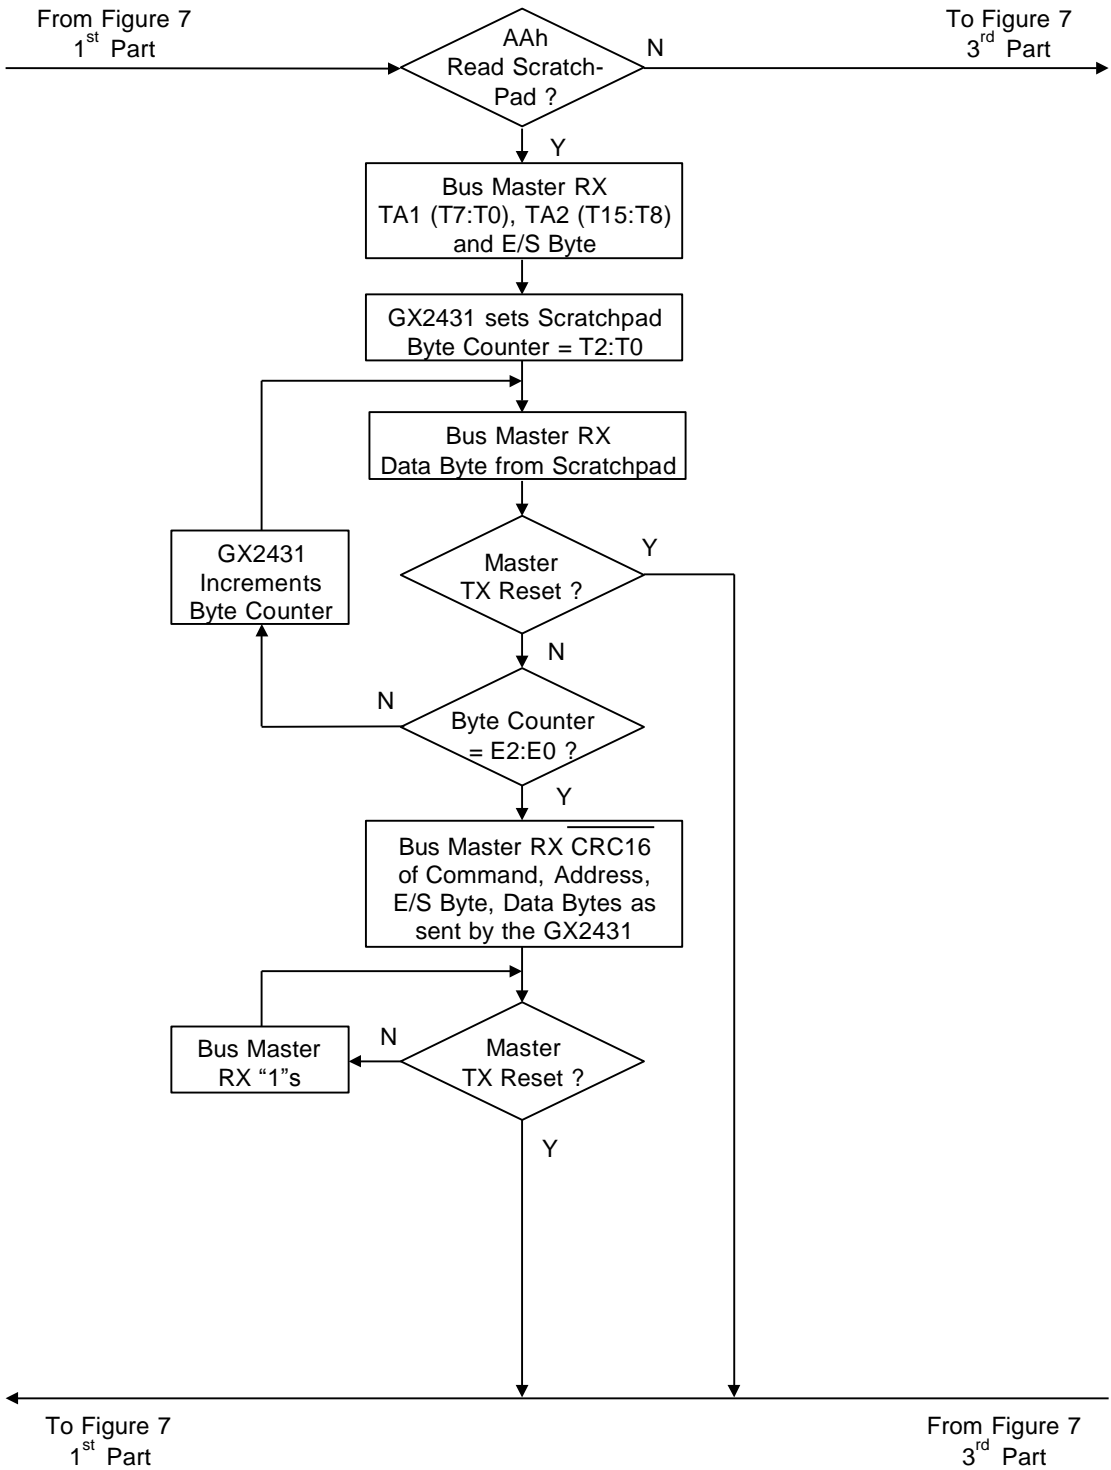 From Figure 7
1st Part
To Figure 7
3rd Part
AAh
Read Scratch-
Pad ?
N
Y
Bus Master RX
TA1 (T7:T0), TA2 (T15:T8)
and E/S Byte
GX2431 sets Scratchpad
Byte Counter = T2:T0
Bus Master RX
Data Byte from Scratchpad
GX2431
Increments
Byte Counter
Master
TX Reset ?
Y
N
Byte Counter
= E2:E0 ?
N
Y
Bus Master RX CRC16
of Command, Address,
E/S Byte, Data Bytes as
sent by the GX2431
Bus Master
RX “1”s
N
Master
TX Reset ?
Y
To Figure 7
1st Part
From Figure 7
3rd Part